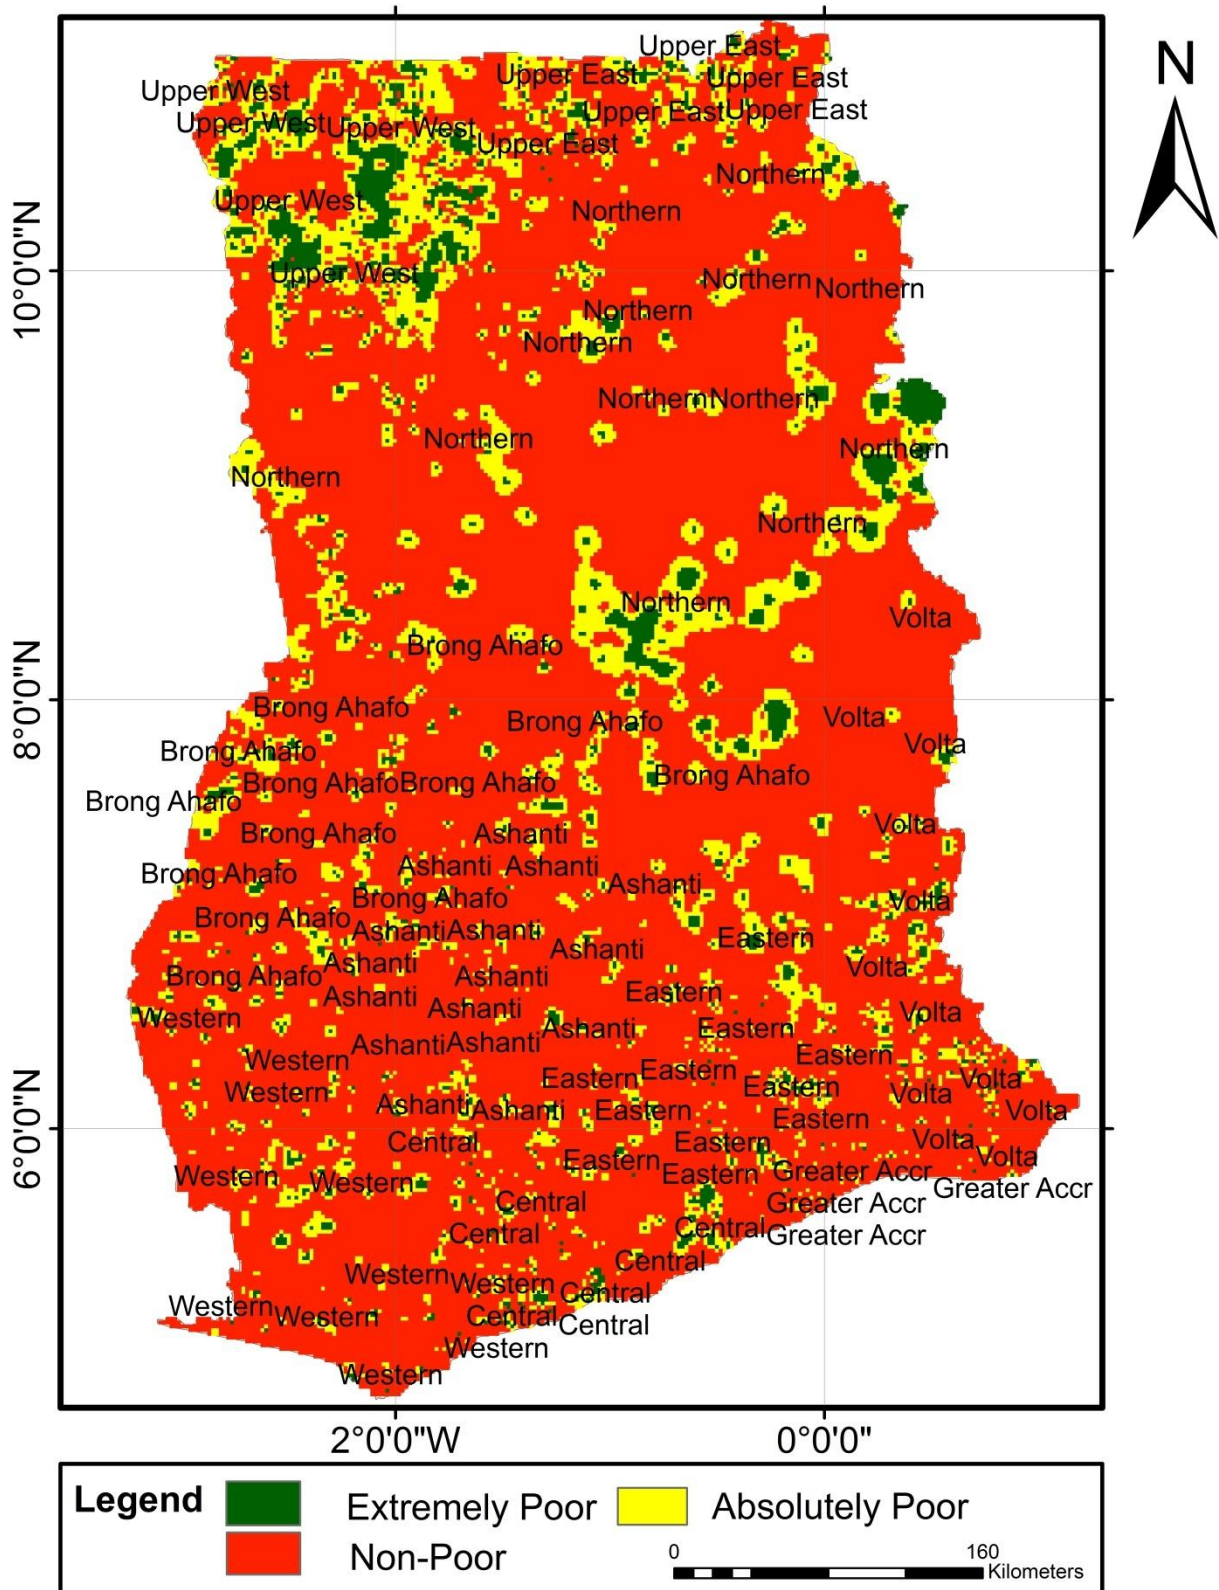 Upper East
N
Upper East Upper East
Upper West
Upper East Upper East
Upper West Upper West
Upper East
Northern
Upper West
Northern
10°0'0"N
Upper West
Northern
Northern
Northern
Northern
Northern Northern
Northern
Northern
Northern
Northern
Northern
Volta
Brong Ahafo
8°0'0"N
Brong Ahafo
Brong Ahafo
Volta
Brong Ahafo
Volta
Brong Ahafo Brong Ahafo
Brong Ahafo
Brong Ahafo
Brong Ahafo
Ashanti
Volta
Brong Ahafo
Ashanti Ashanti
Ashanti
Brong Ahafo
Volta
Brong Ahafo
Ashanti Ashanti
Eastern
Ashanti
Ashanti
Volta
Brong Ahafo
Ashanti
Ashanti
Eastern
Western
Ashanti
Volta
Ashanti
Eastern
Western
Ashanti Ashanti
Eastern
Western
Eastern
Eastern
Eastern
Volta
Volta
Ashanti Ashanti
Eastern
Eastern
Volta
6°0'0"N
Central
Eastern
Volta
Western
Western
Eastern
Eastern
Greater Accr
Volta
Central
Greater Accr
Greater Accr
Central
Central
Greater Accr
Western
Western
Central
Central
Western
Western
Central
Central
Western
Western
2°0'0"W
0°0'0"
Legend
Extremely Poor
Absolutely Poor
Non-Poor
0
160
Kilometers